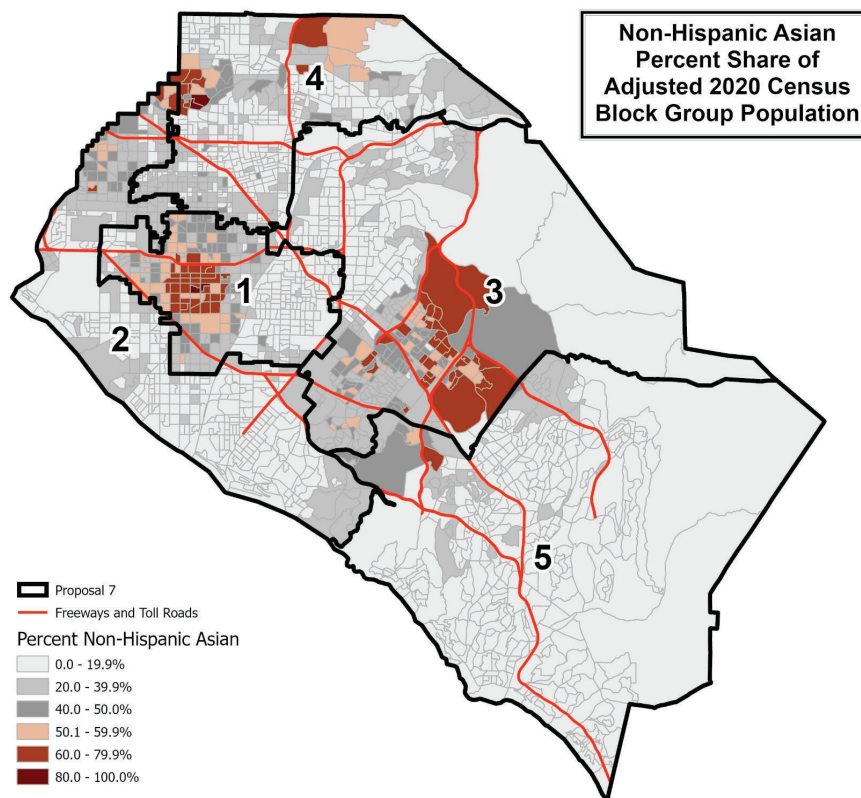 Non-Hispanic Asian
Percent Share of
Adjusted 2020 Census
Block Group Population
4
3
1
2
5
Proposal 7
Freeways and Toll Roads
Percent Non-Hispanic Asian
0.0 - 19.9%
20.0 - 39.9%
40.0 - 50.0%
50.1 - 59.9%
60.0 - 79.9%
80.0 - 100.0%